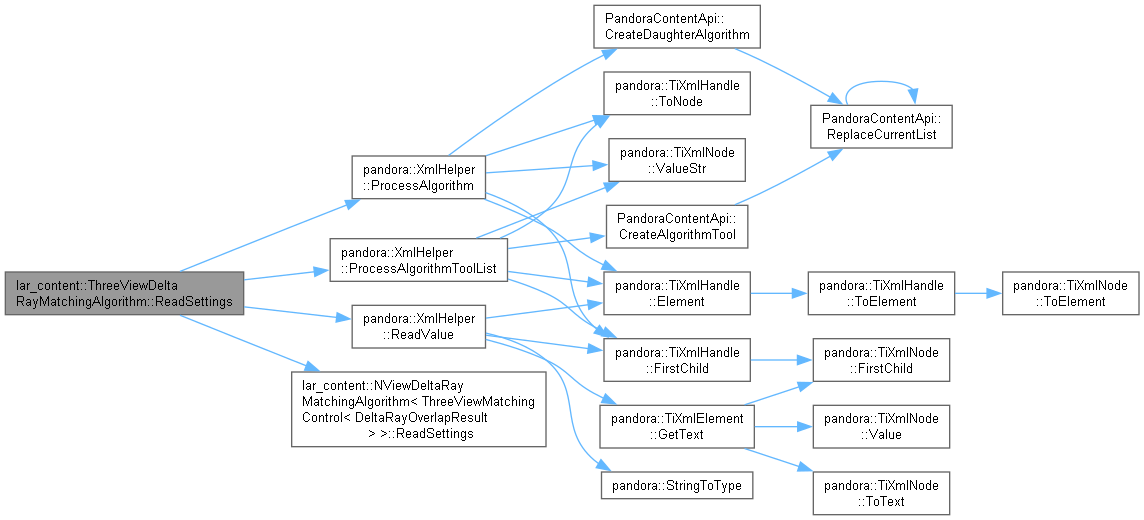 lar_content::ThreeViewDelta
RayMatchingAlgorithm::ReadSettings
pandora::XmlHelper
::ProcessAlgorithm
pandora::XmlHelper
::ProcessAlgorithmToolList
pandora::XmlHelper
::ReadValue
lar_content::NViewDeltaRay
MatchingAlgorithm< ThreeViewMatching
Control< DeltaRayOverlapResult
> >::ReadSettings
PandoraContentApi::
CreateDaughterAlgorithm
pandora::TiXmlHandle
::ToNode
pandora::TiXmlNode
::ValueStr
PandoraContentApi::
CreateAlgorithmTool
pandora::TiXmlHandle
::Element
pandora::TiXmlHandle
::FirstChild
pandora::TiXmlElement
::GetText
pandora::StringToType
PandoraContentApi::
ReplaceCurrentList
pandora::TiXmlHandle
::ToElement
pandora::TiXmlNode
::FirstChild
pandora::TiXmlNode
::Value
pandora::TiXmlNode
::ToText
pandora::TiXmlNode
::ToElement